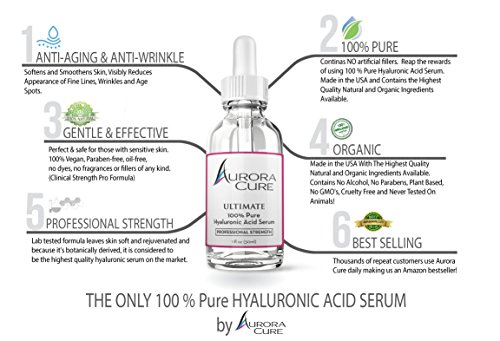 1
ANTI-AGING & ANTI-WRINKLE
Softens and Smoothens Skin, Visibly Reduces
Appearance of Fine Lines, Wrinkles and Age
Spots.
2
100% PURE
Continas NO artificial fillers. Reap the rewards
of using 100 % Pure Hyaluronic Acid Serum.
Made in the USA and Contains the Highest
Quality Natural and Organic Ingredients
Available.
3
GENTLE & EFFECTIVE
Perfect & safe for those with sensitive skin.
100% Vegan, Paraben-free, oil-free,
no dyes, no fragrances or fillers of any kind.
(Clinical Strength Pro Formula)
4
ORGANIC
Made in the USA With The Highest Quality
Natural and Organic Ingredients Available.
Contains No Alcohol, No Parabens, Plant Based,
No GMO's, Cruelty Free and Never Tested On
Animals!
5
PROFESSIONAL STRENGTH
Lab tested formula leaves skin soft and rejuvenated and
because it's botanically derived, it is considered to
be the highest quality hyaluronic serum on the market.
6
BEST SELLING
Thousands of repeat customers use Aurora
Cure daily making us an Amazon bestseller!
AURORA
CURE
ULTIMATE
100% Pure
Hyaluronic Acid Serum
PROFESSIONAL STRENGTH
1 fl oz (30ml)
THE ONLY 100 % Pure HYALURONIC ACID SERUM
by AURORA
CURE